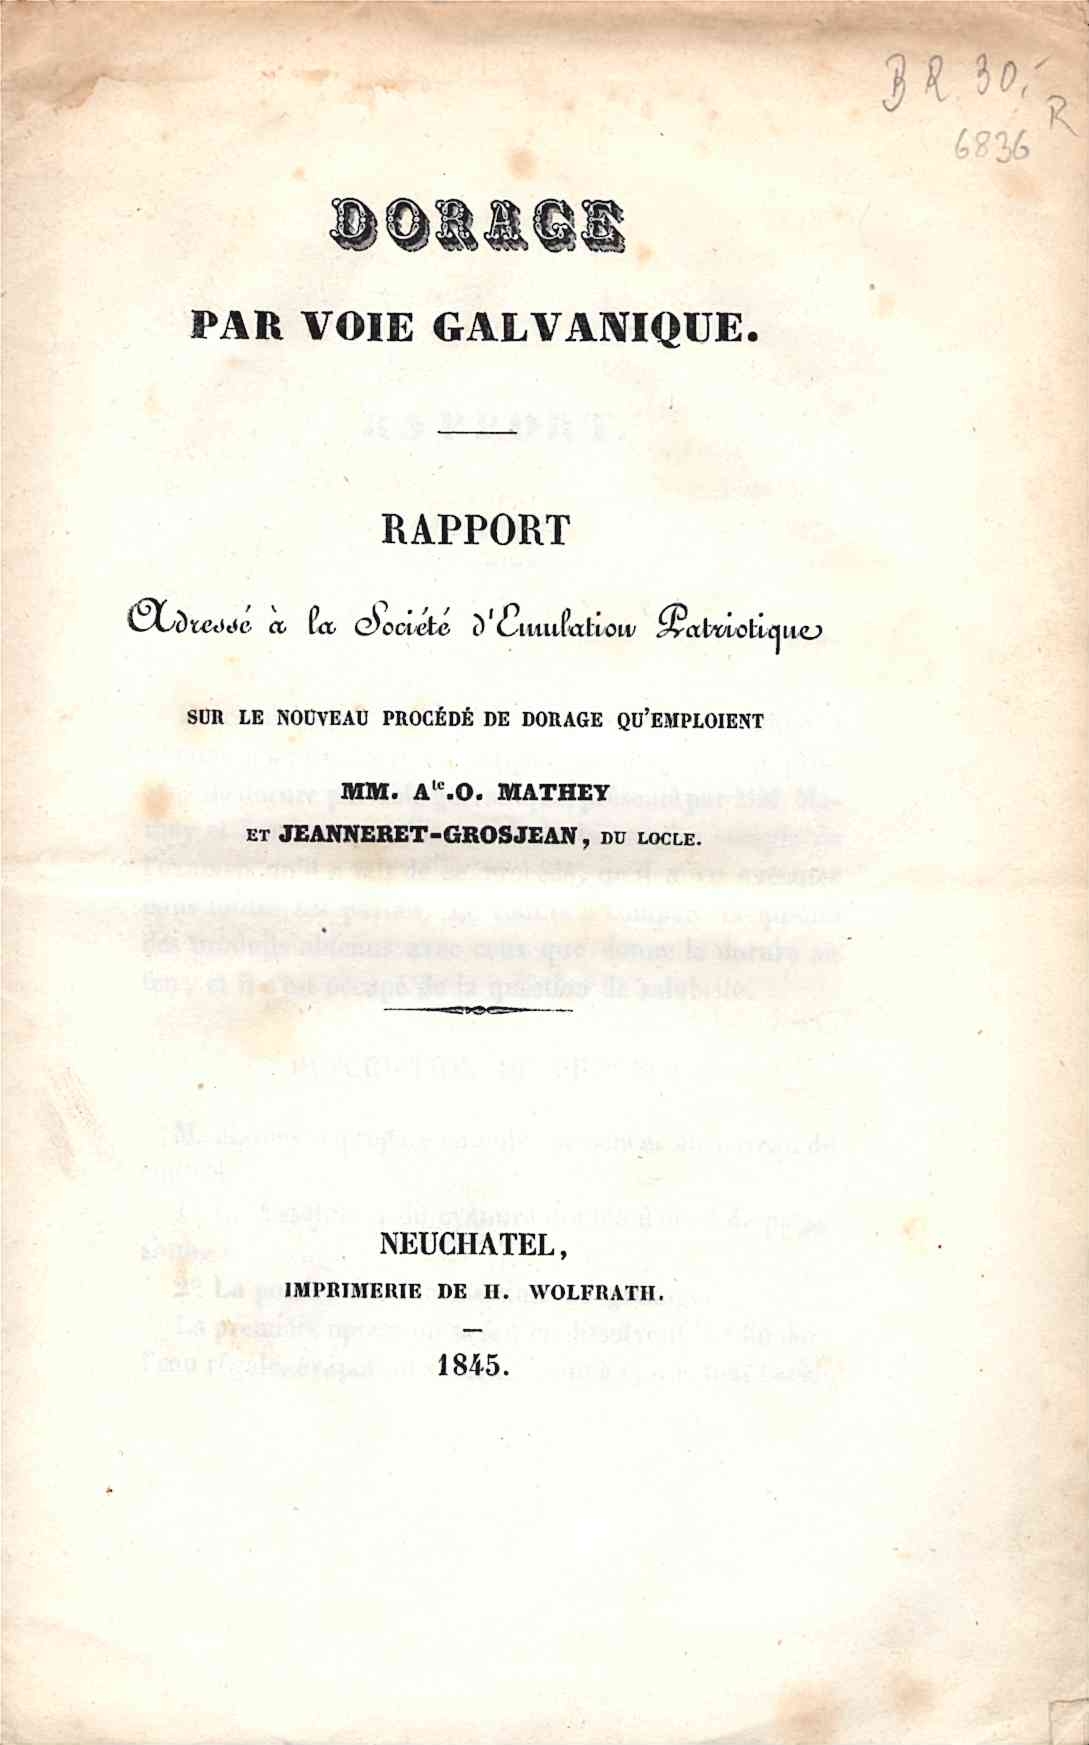 BR 30.-
R
6836
DORAGE
PAR VOIE GALVANIQUE.
RAPPORT
Adressé à la Société d'Emulation Patriotique
SUR LE NOUVEAU PROCÉDÉ DE DORAGE QU'EMPLOIENT
MM. Ate.O. MATHEY
ET JEANNERET-GROSJEAN, DU LOCLE.
NEUCHATEL,
IMPRIMERIE DE H. WOLFRATH.
1845.